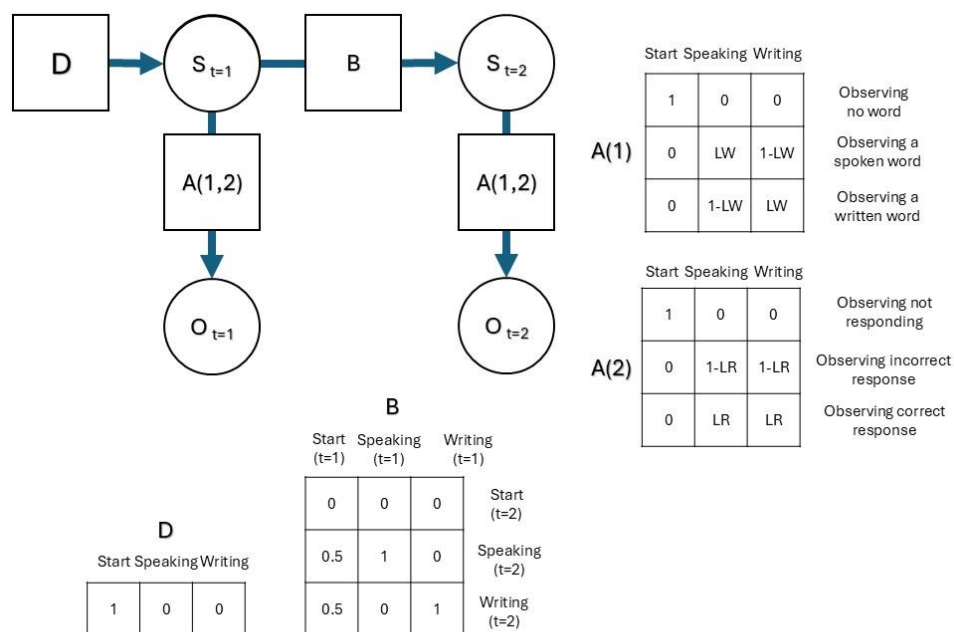 D
S t=1
B
S t=2
A(1,2)
A(1,2)
O t=1
O t=2
Start Speaking Writing
A(1)
1 0 0
Observing
no word
0 LW 1-LW
Observing a
spoken word
0 1-LW LW
Observing a
written word
Start Speaking Writing
A(2)
1 0 0
Observing not
responding
0 1-LR 1-LR
Observing incorrect
response
0 LR LR
Observing correct
response
B
Start Speaking Writing
(t=1) (t=1) (t=1)
0 0 0
Start
(t=2)
0.5 1 0
Speaking
(t=2)
0.5 0 1
Writing
(t=2)
D
Start Speaking Writing
1 0 0